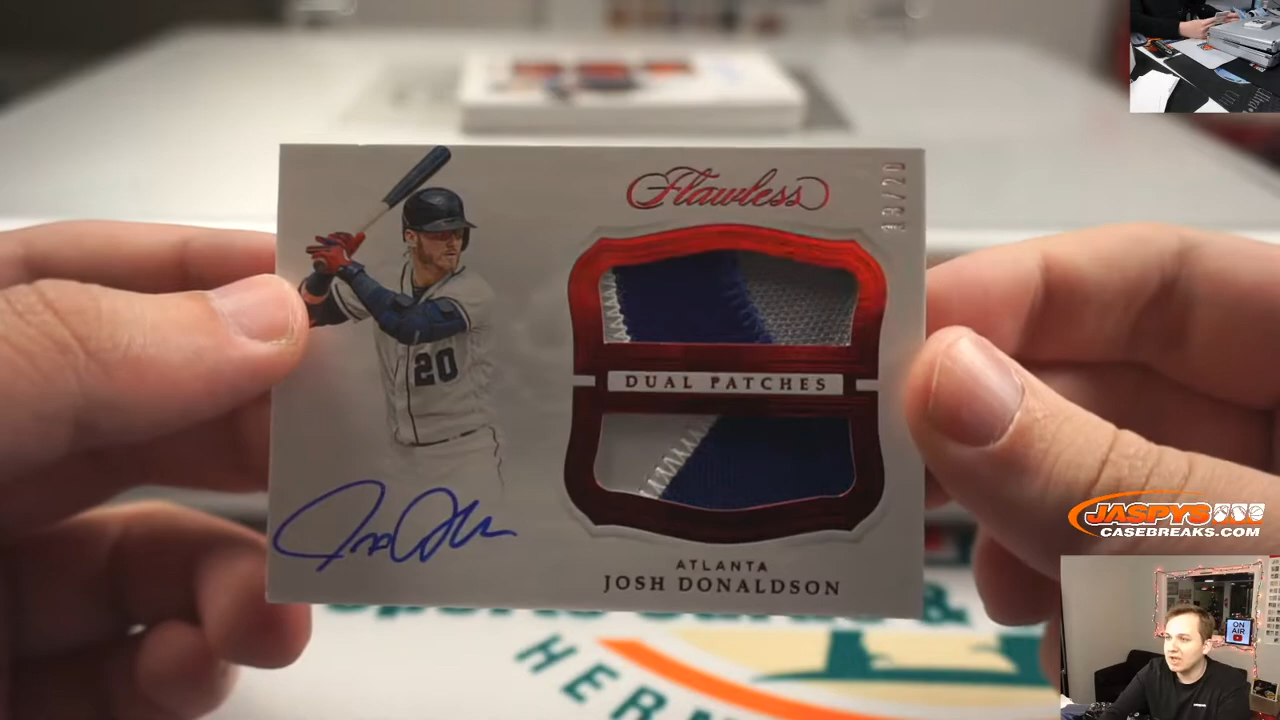 Flawless
20
DUAL PATCHES
ATLANTA
JOSH DONALDSON
JASPYS
CASEBREAKS.COM
ON
AIR